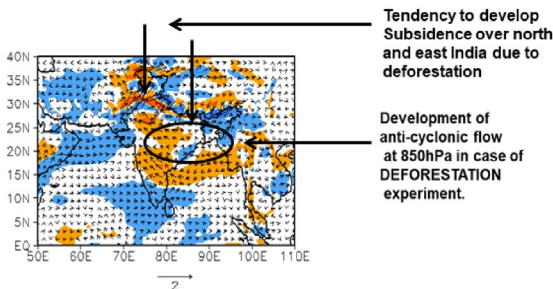 Tendency to develop
Subsidence over north
and east India due to
deforestation
Development of
anti-cyclonic flow
at 850hPa in case of
DEFORESTATION
experiment.
40N
35N
30N
25N
20N
15N
10N
5N
EQ
50E 60E 70E 80E 90E 100E 110E
2